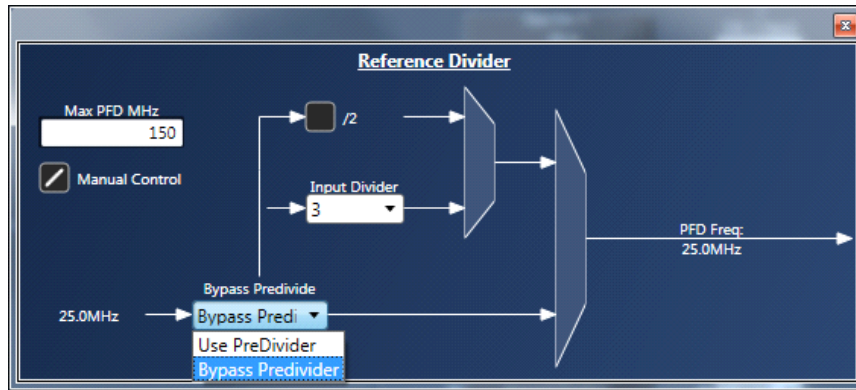 Reference Divider
Max PFD MHz
150
/2
Manual Control
Input Divider
3
PFD Freq:
25.0MHz
Bypass Predivide
25.0MHz
Bypass Predi
Use PreDivider
Bypass Predivider